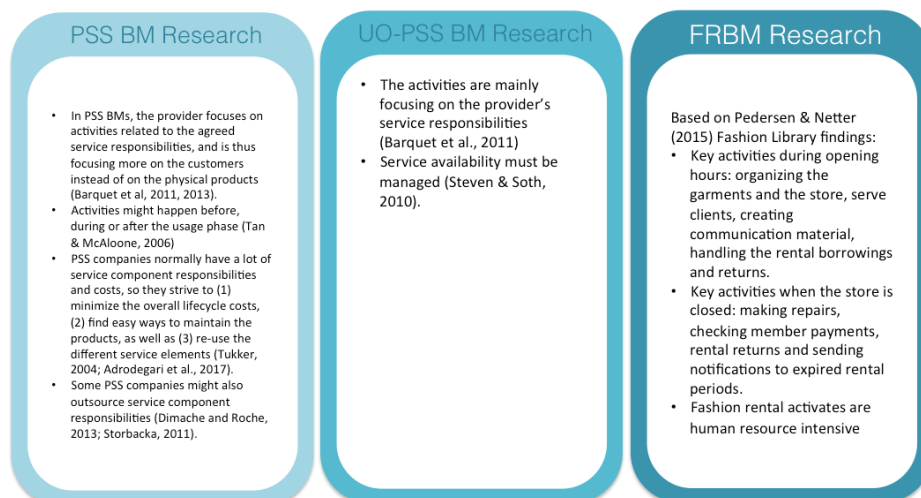 PSS BM Research
• In PSS BMs, the provider focuses on
activities related to the agreed
service responsibilities, and is thus
focusing more on the customers
instead of on the physical products
(Barquet et al, 2011, 2013).
• Activities might happen before,
during or after the usage phase (Tan
& McAloone, 2006)
• PSS companies normally have a lot of
service component responsibilities
and costs, so they strive to (1)
minimize the overall lifecycle costs,
(2) find easy ways to maintain the
products, as well as (3) re-use the
different service elements (Tukker,
2004; Adrodegari et al., 2017).
• Some PSS companies might also
outsource service component
responsibilities (Dimache and Roche,
2013; Storbacka, 2011).
UO-PSS BM Research
• The activities are mainly
focusing on the provider's
service responsibilities
(Barquet et al., 2011)
• Service availability must be
managed (Steven & Soth,
2010).
FRBM Research
Based on Pedersen & Netter
(2015) Fashion Library findings:
• Key activities during opening
hours: organizing the
garments and the store, serve
clients, creating
communication material,
handling the rental borrowings
and returns.
• Key activities when the store is
closed: making repairs,
checking member payments,
rental returns and sending
notifications to expired rental
periods.
• Fashion rental activates are
human resource intensive